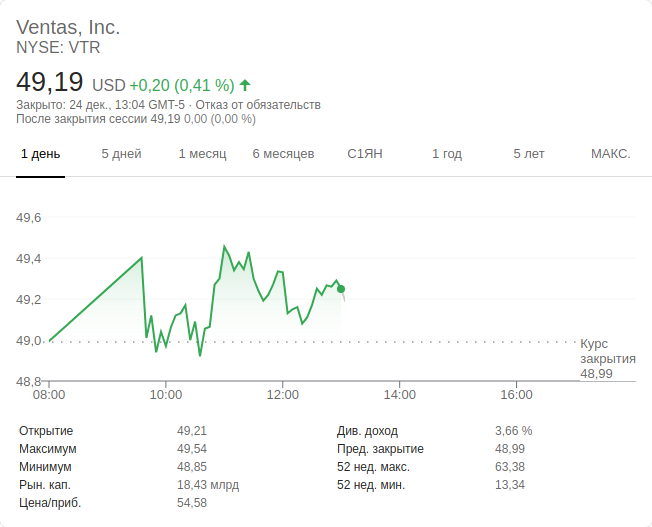 Ventas, Inc.
NYSE: VTR
49,19 USD +0,20 (0,41 %)
Закрыто: 24 дек., 13:04 GMT-5 · Отказ от обязательств
После закрытия сессии 49,19 0,00 (0,00 %)
1 день 5 дней 1 месяц 6 месяцев С1ЯН 1 год 5 лет МАКС.
49,6
49,4
49,2
49,0
Курс
закрытия
48,99
48,8
08:00 10:00 12:00 14:00 16:00
Открытие 49,21 Див. доход 3,66 %
Максимум 49,54 Пред. закрытие 48,99
Минимум 48,85 52 нед. макс. 63,38
Рын. кап. 18,43 млрд 52 нед. мин. 13,34
Цена/приб. 54,58